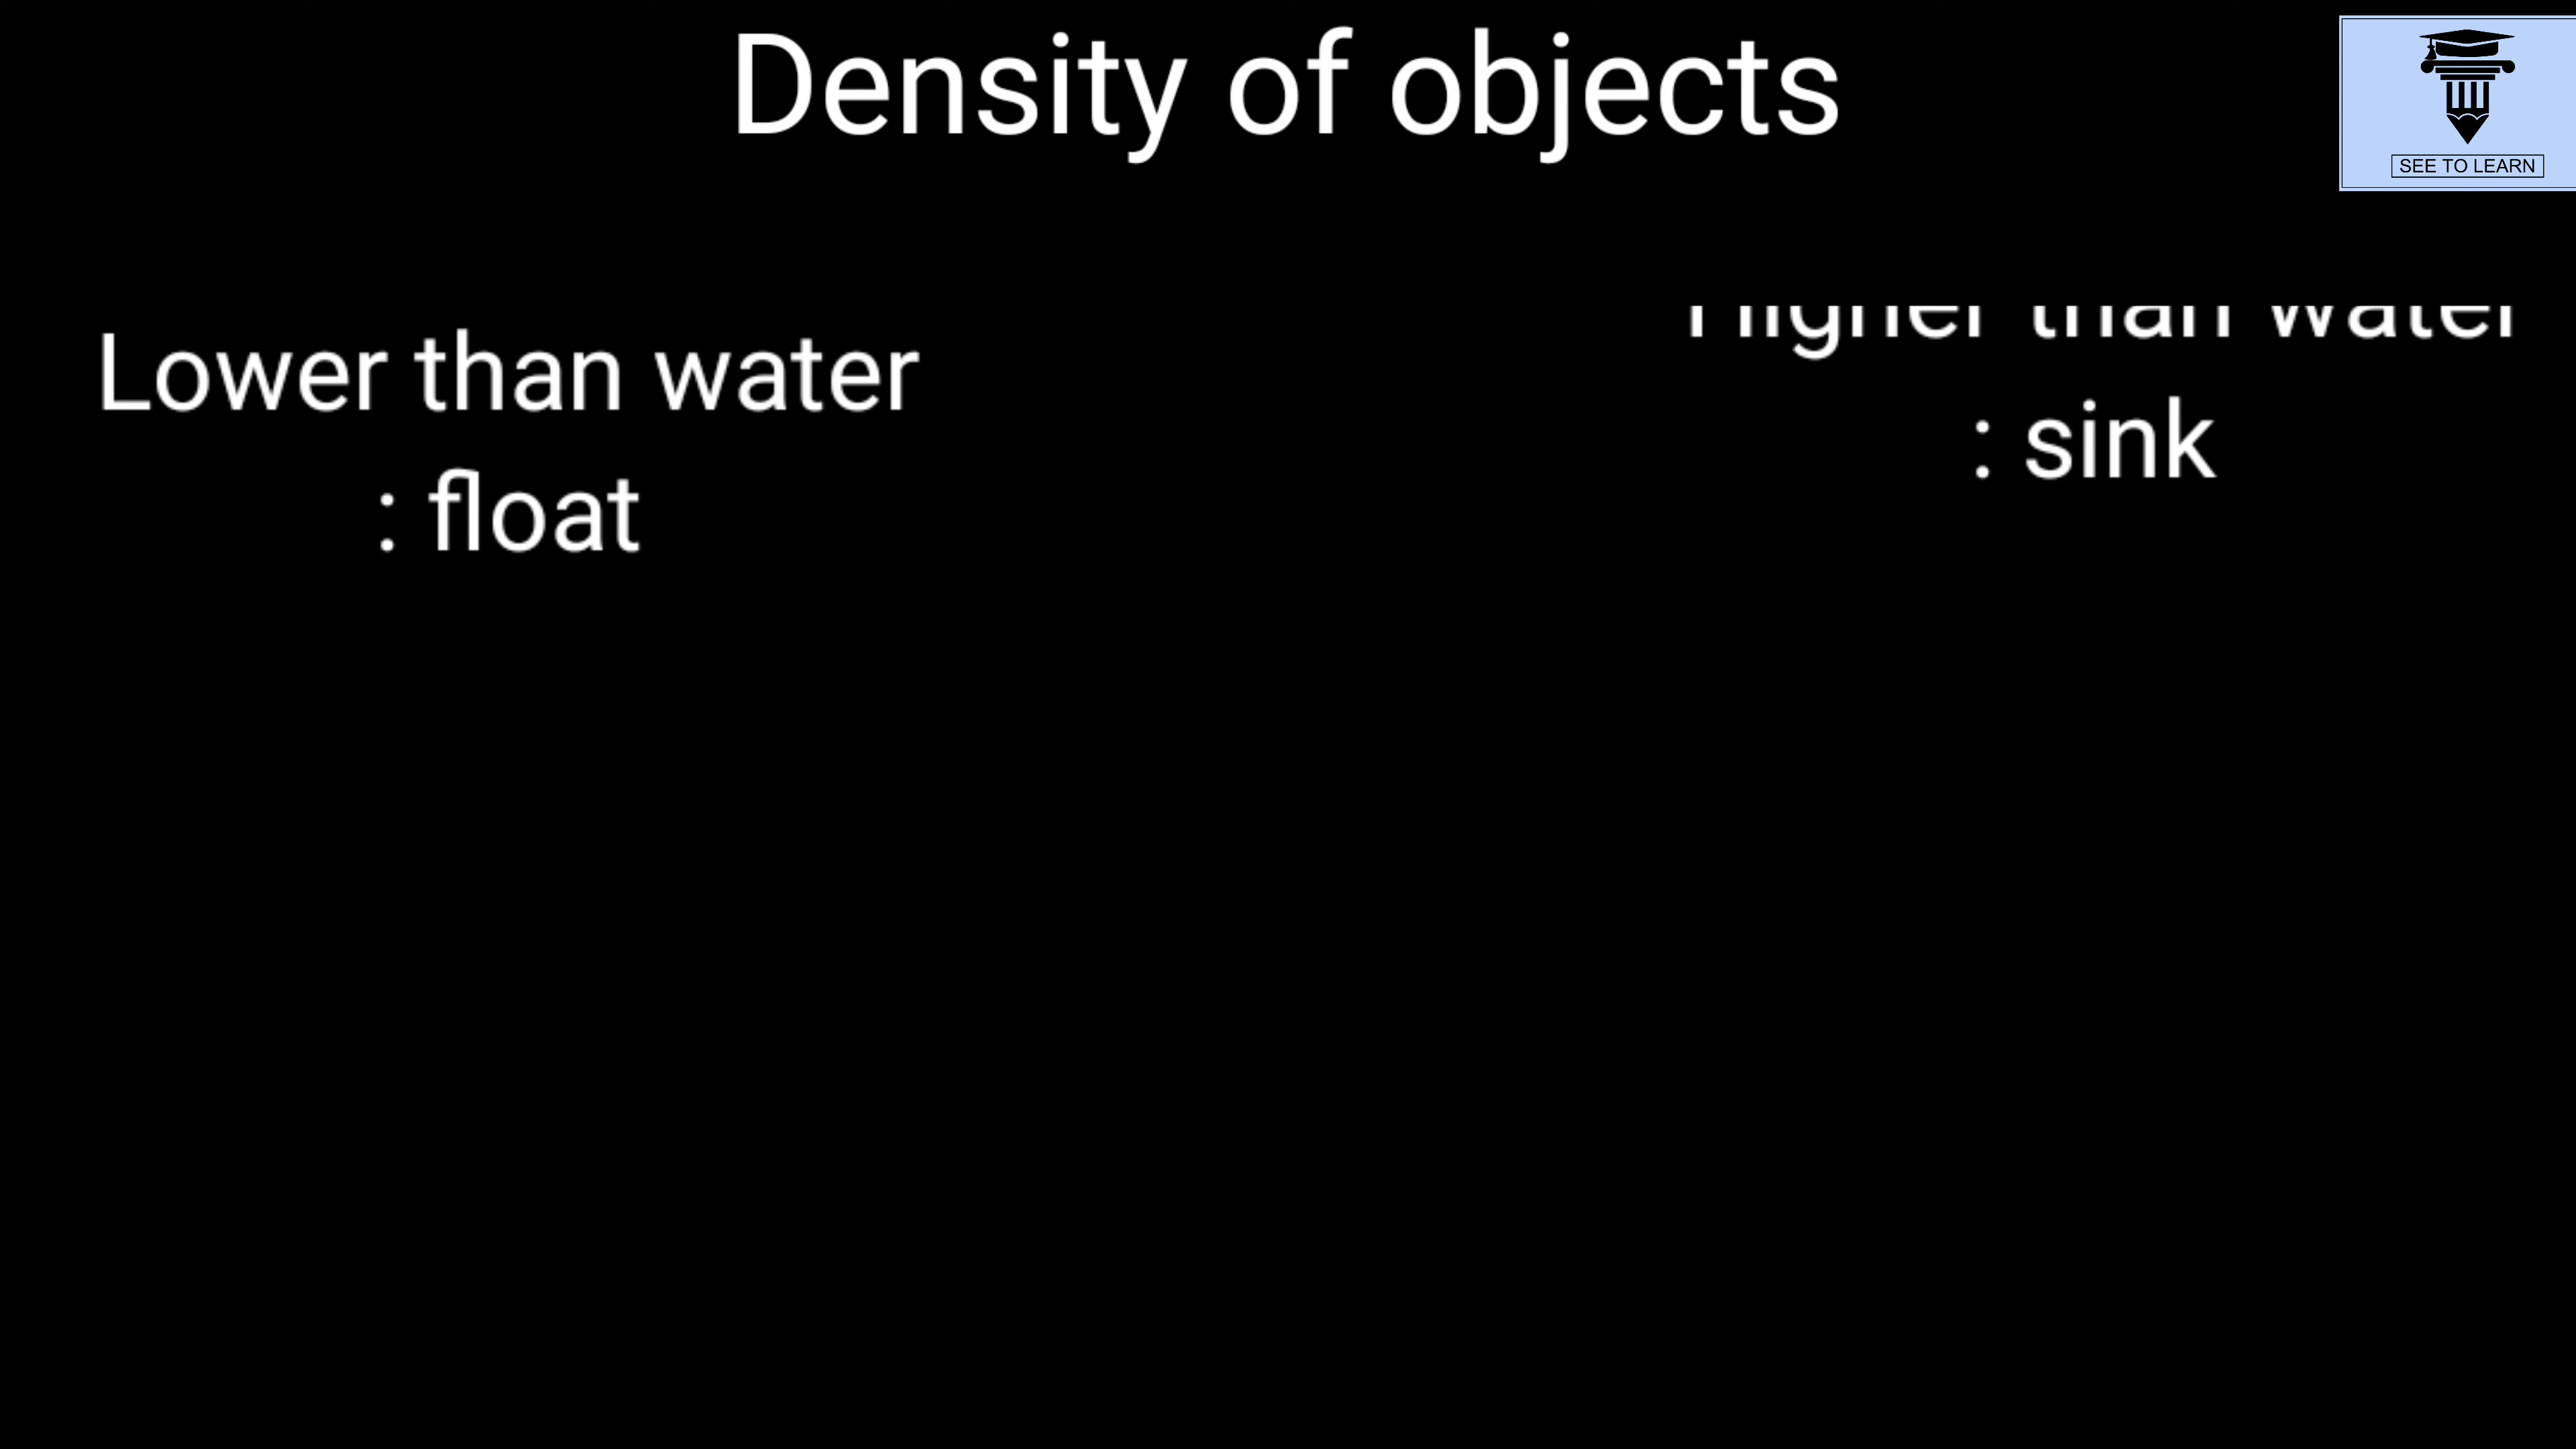 Density of objects
SEE TO LEARN
Lower than water
: float
Higher than water
: sink